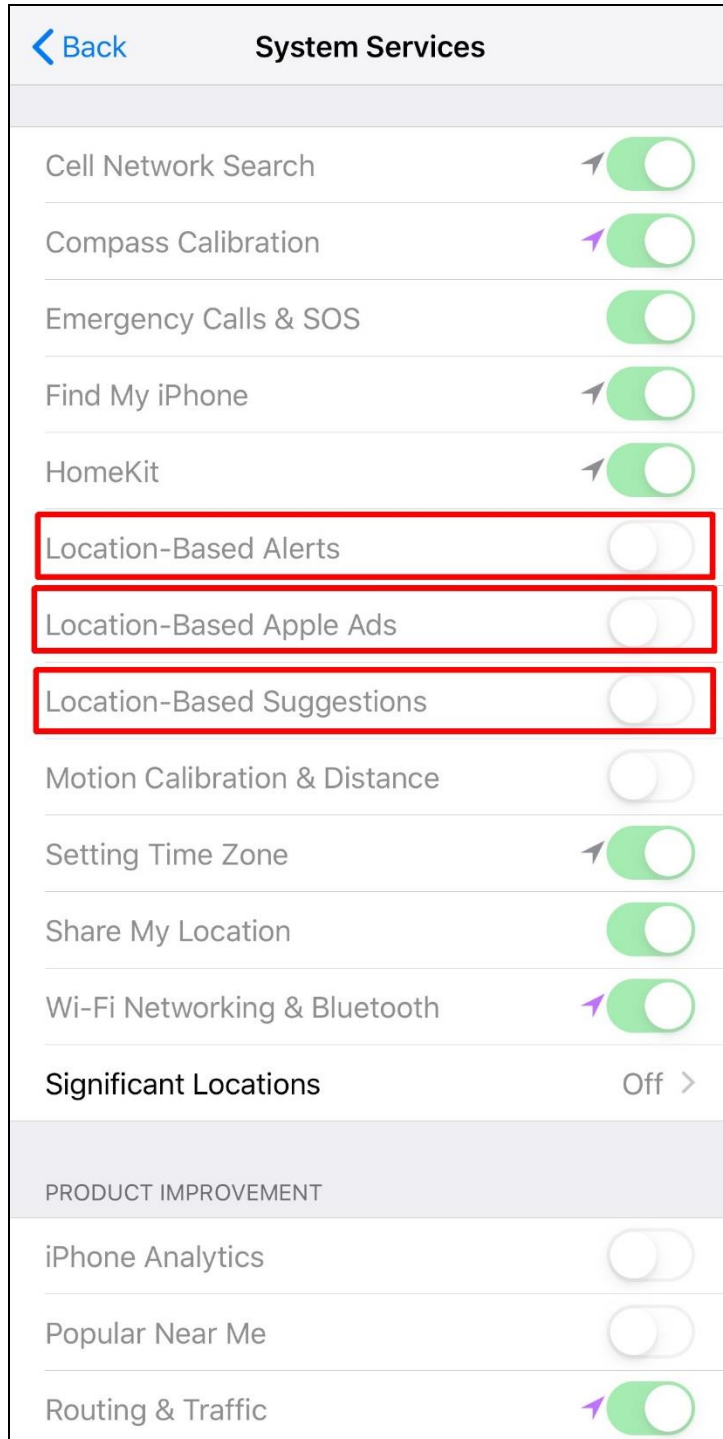 Back
System Services
Cell Network Search
Compass Calibration
Emergency Calls & SOS
Find My iPhone
HomeKit
Location-Based Alerts
Location-Based Apple Ads
Location-Based Suggestions
Motion Calibration & Distance
Setting Time Zone
Share My Location
Wi-Fi Networking & Bluetooth
Significant Locations Off
PRODUCT IMPROVEMENT
iPhone Analytics
Popular Near Me
Routing & Traffic